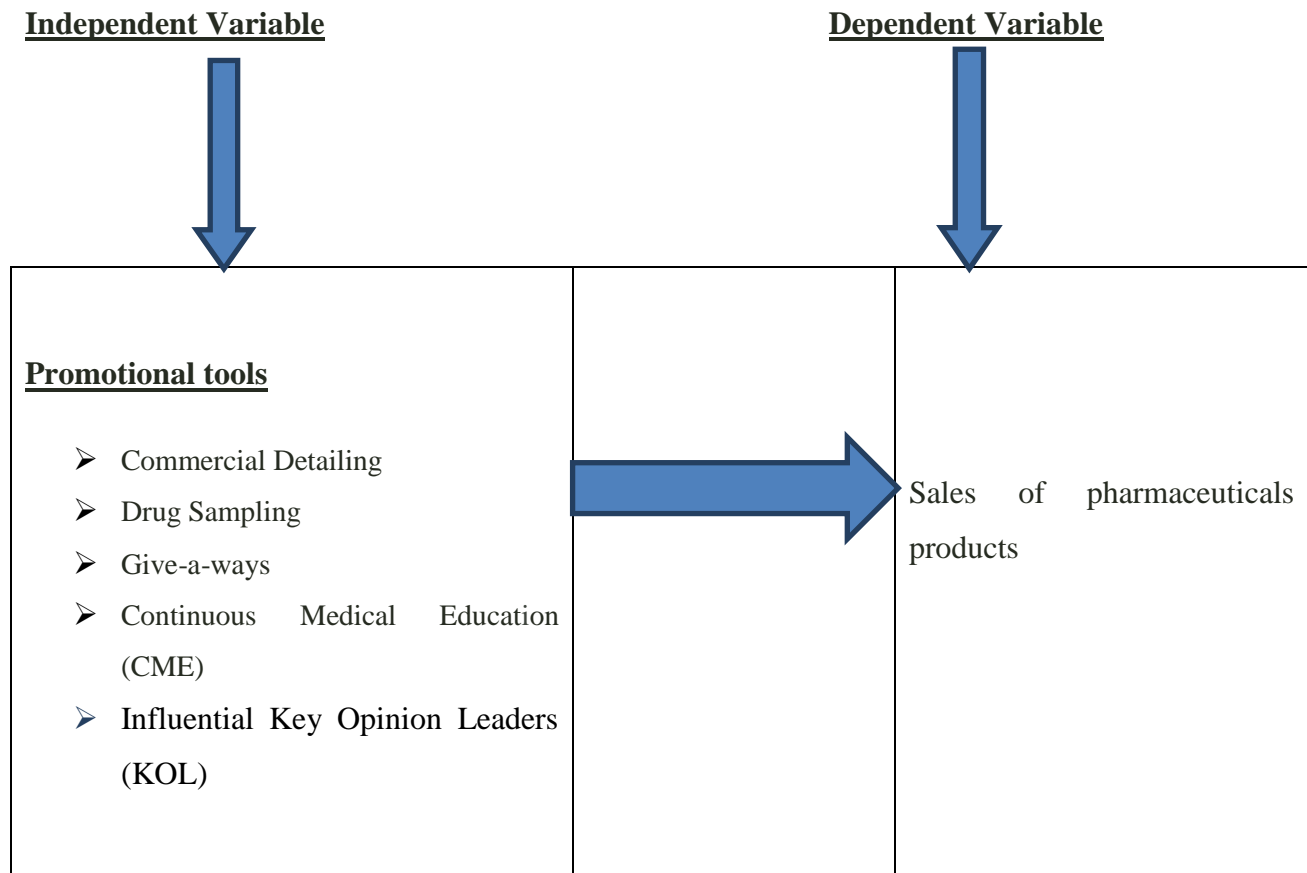 Independent Variable
Dependent Variable
Promotional tools
Commercial Detailing
Drug Sampling
Give-a-ways
Continuous Medical Education
(CME)
Influential Key Opinion Leaders
(KOL)
Sales of pharmaceuticals
products